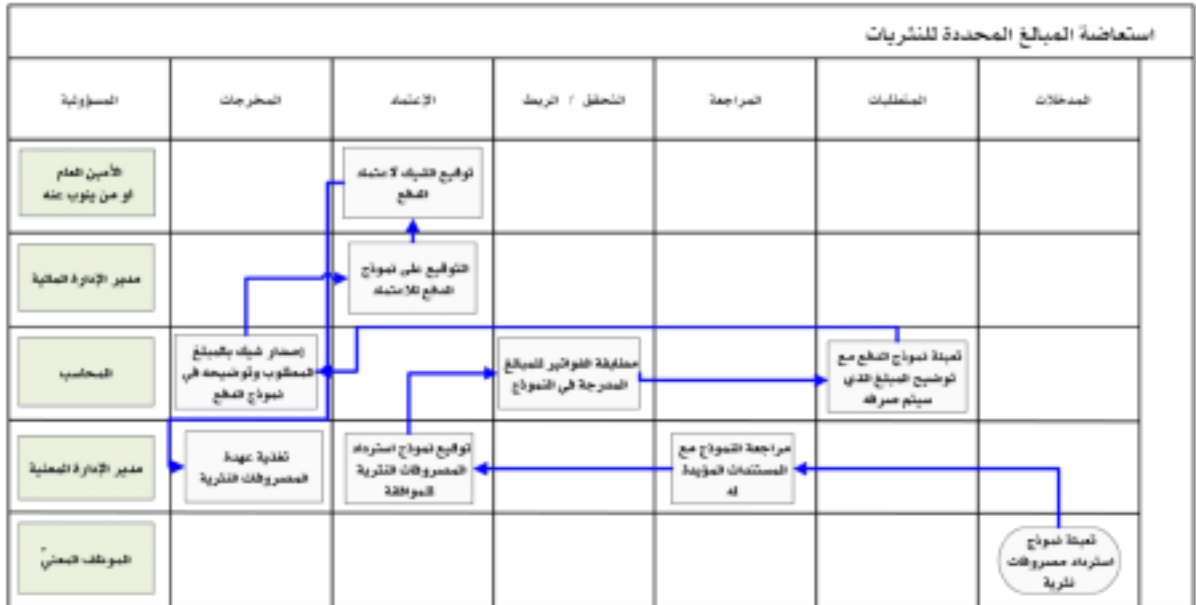 استعاضة المبالغ المحددة للنثريات
المدخلات
المتطلبات
المراجعة
التحقق / الربط
الإعتماد
المخرجات
المسؤولية
توقيع الشيك لاعتماد
الدفع
الأمين العام
او من ينوب عنه
التوقيع على نموذج
الدفع للاعتماد
مدير الإدارة المالية
تعبئة نموذج الدفع مع
توضيح المبلغ الذي
سيتم صرفه
مطابقة الفواتير للمبالغ
المدرجة في النموذج
إصدار شيك بالمبلغ
المطلوب وتوضيحه في
نموذج الدفع
المحاسب
مراجعة النموذج مع
المستندات المؤيدة
له
توقيع نموذج استرداد
المصروفات النثرية
للموافقة
تغذية عهدة
المصروفات النثرية
مدير الإدارة المعنية
تعبئة نموذج
استرداد مصروفات
نثرية
الموظف المعنيّ